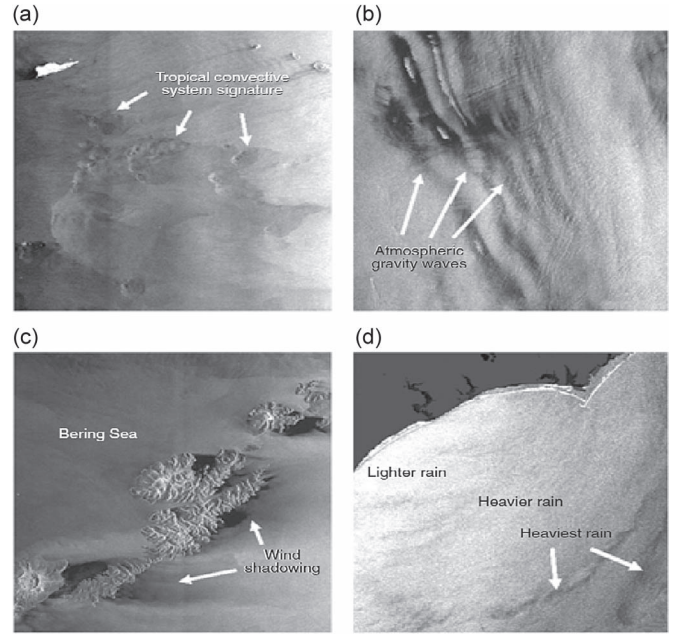 (a)
Tropical convective
system signature
(b)
Atmospheric
gravity waves
(c)
Bering Sea
Wind
shadowing
(d)
Lighter rain
Heavier rain
Heaviest rain